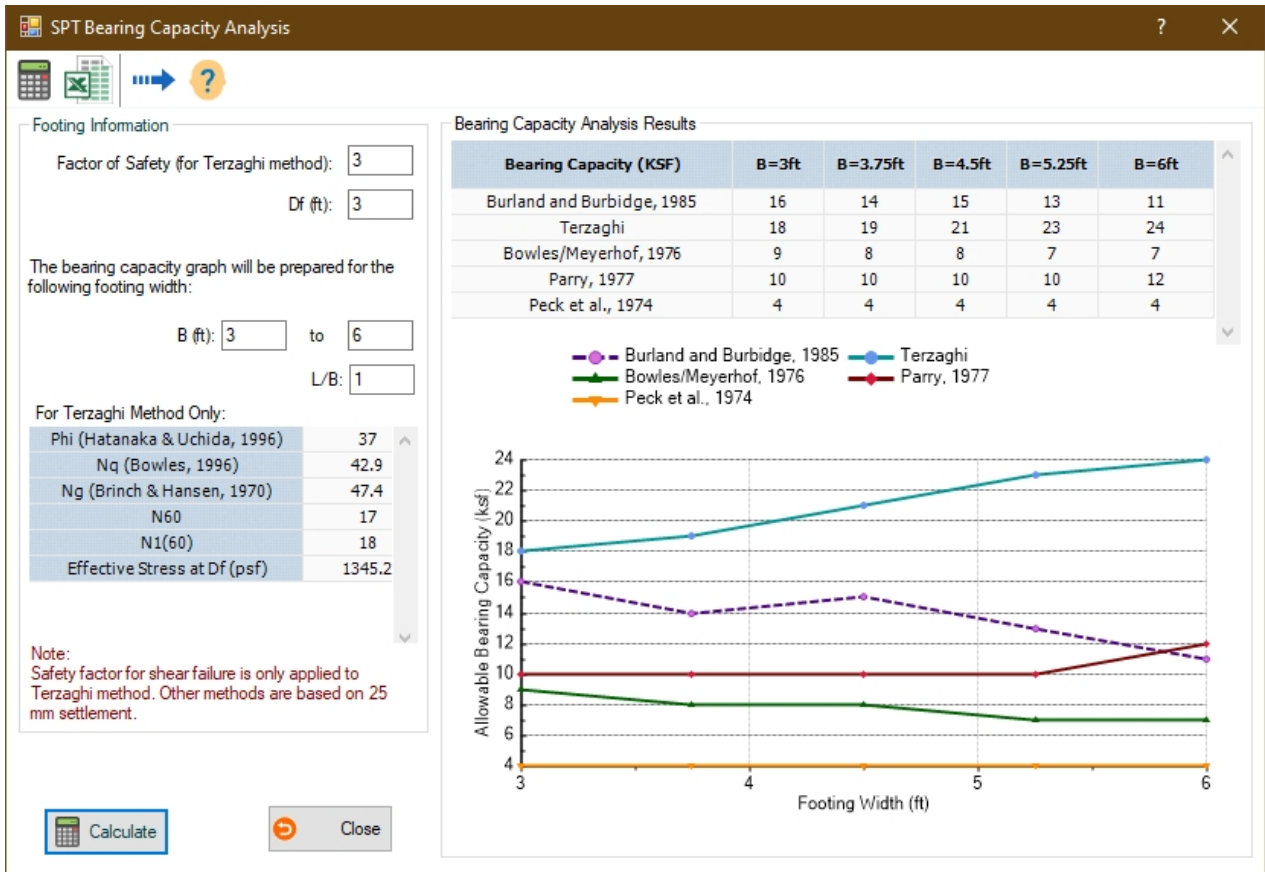 SPT Bearing Capacity Analysis
?
?
Footing Information
Factor of Safety (for Terzaghi method): 3
Df (ft): 3
The bearing capacity graph will be prepared for the
following footing width:
B (ft): 3 to 6
L/B: 1
For Terzaghi Method Only:
Phi (Hatanaka & Uchida, 1996) 37
Nq (Bowles, 1996) 42.9
Ng (Brinch & Hansen, 1970) 47.4
N60 17
N1(60) 18
Effective Stress at Df (psf) 1345.2
Note:
Safety factor for shear failure is only applied to
Terzaghi method. Other methods are based on 25
mm settlement.
Calculate
Close
Bearing Capacity Analysis Results
Bearing Capacity (KSF) B=3ft B=3.75ft B=4.5ft B=5.25ft B=6ft
Burland and Burbidge, 1985 16 14 15 13 11
Terzaghi 18 19 21 23 24
Bowles/Meyerhof, 1976 9 8 8 7 7
Parry, 1977 10 10 10 10 12
Peck et al., 1974 4 4 4 4 4
Burland and Burbidge, 1985 Terzaghi
Bowles/Meyerhof, 1976 Parry, 1977
Peck et al., 1974
Allowable Bearing Capacity (ksf)
24
22
20
18
16
14
12
10
8
6
4
3 4 5 6
Footing Width (ft)